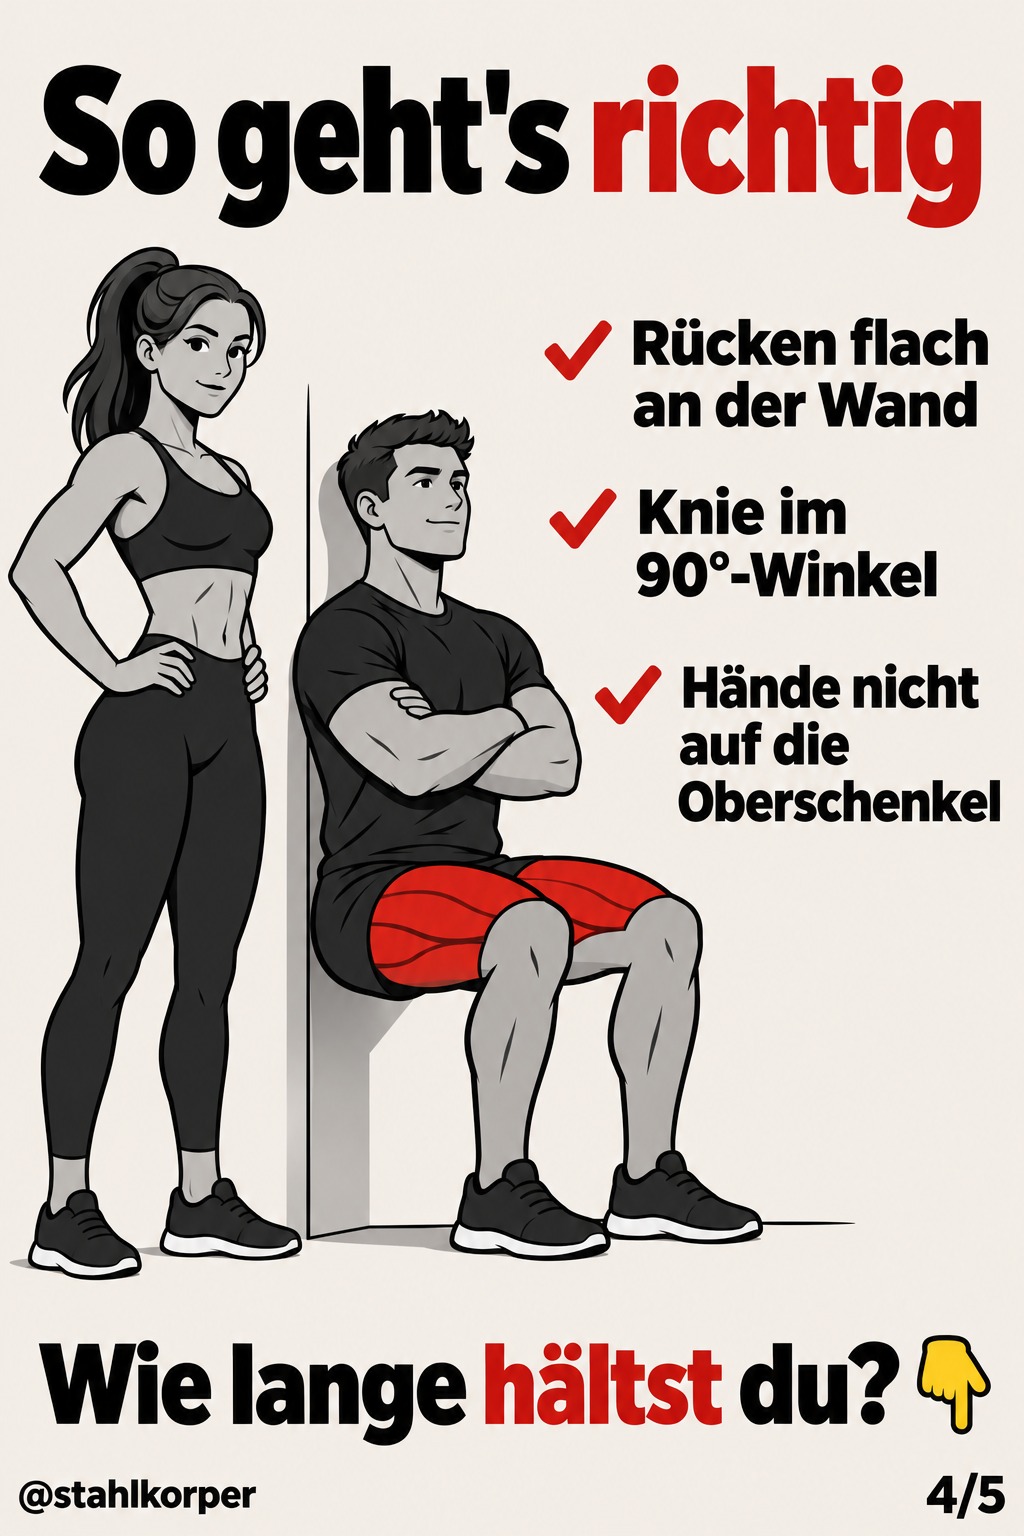 So geht's richtig
Rücken flach
an der Wand
Knie im
90°-Winkel
Hände nicht
auf die
Oberschenkel
Wie lange hältst du? 👇
@stahlkorper
4/5